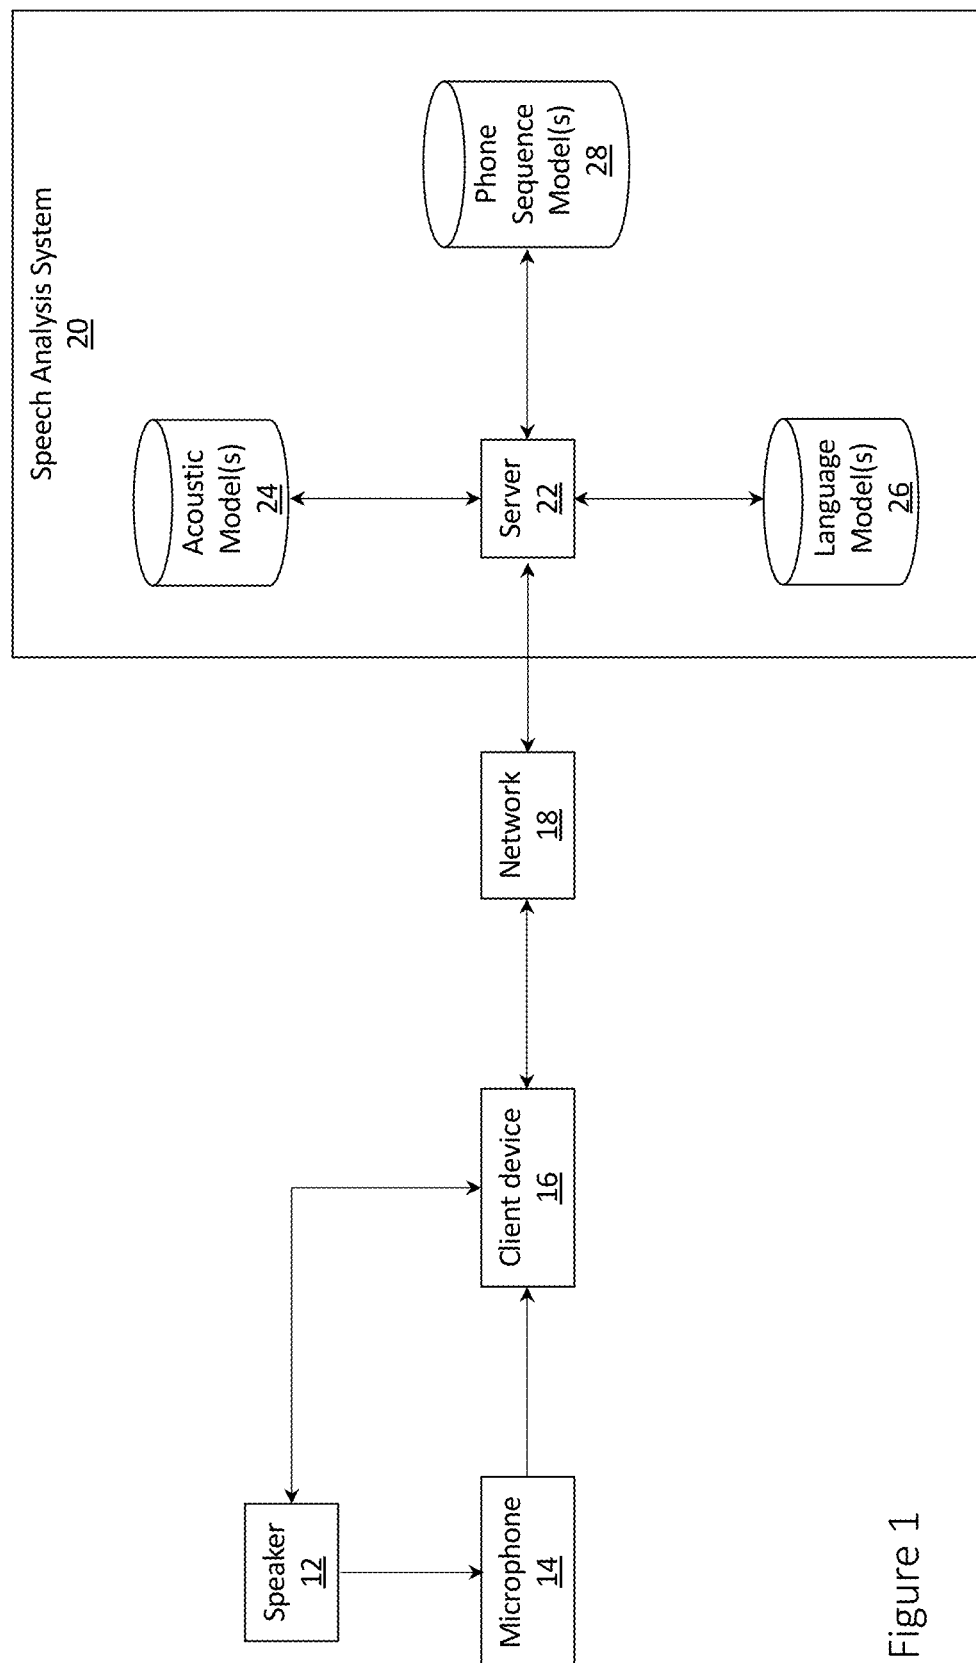 Speech Analysis System
20
Speaker
12
Microphone
14
Client device
16
Network
18
Server
22
Acoustic
Model(s)
24
Language
Model(s)
26
Phone
Sequence
Model(s)
28
Figure 1